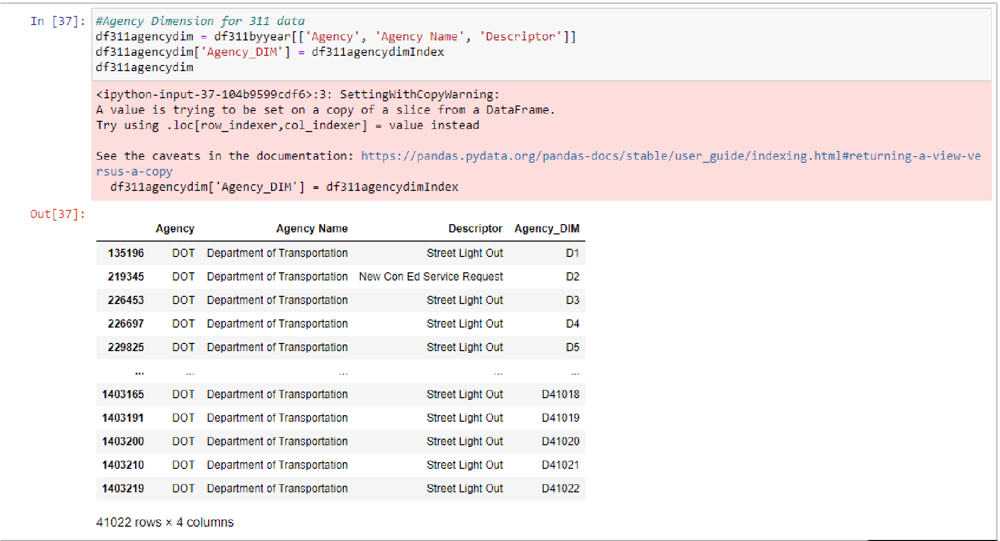 In [37]: #Agency Dimension for 311 data
df311agencydim = df311byyear[['Agency', 'Agency Name', 'Descriptor']]
df311agencydim['Agency_DIM'] = df311agencydimIndex
df311agencydim
<ipython-input-37-104b9599cdf6>:3: SettingWithCopyWarning:
A value is trying to be set on a copy of a slice from a DataFrame.
Try using .loc[row_indexer,col_indexer] = value instead
See the caveats in the documentation: https://pandas.pydata.org/pandas-docs/stable/user_guide/indexing.html#returning-a-view-ve
rsus-a-copy
df311agencydim['Agency_DIM'] = df311agencydimIndex
Out[37]:
Agency Agency Name Descriptor Agency_DIM
135196 DOT Department of Transportation Street Light Out D1
219345 DOT Department of Transportation New Con Ed Service Request D2
226453 DOT Department of Transportation Street Light Out D3
226697 DOT Department of Transportation Street Light Out D4
229825 DOT Department of Transportation Street Light Out D5
... ... ... ... ...
1403165 DOT Department of Transportation Street Light Out D41018
1403191 DOT Department of Transportation Street Light Out D41019
1403200 DOT Department of Transportation Street Light Out D41020
1403210 DOT Department of Transportation Street Light Out D41021
1403219 DOT Department of Transportation Street Light Out D41022
41022 rows × 4 columns